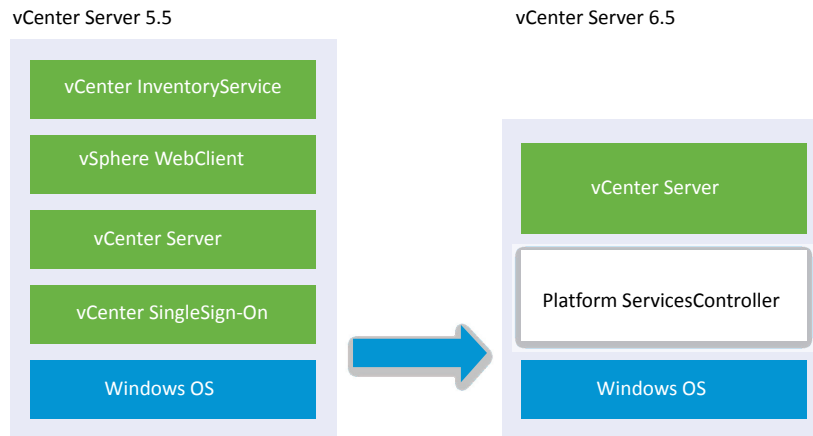 vCenter Server 5.5
vCenter InventoryService
vSphere WebClient
vCenter Server
vCenter SingleSign-On
Windows OS
vCenter Server 6.5
vCenter Server
Platform ServicesController
Windows OS